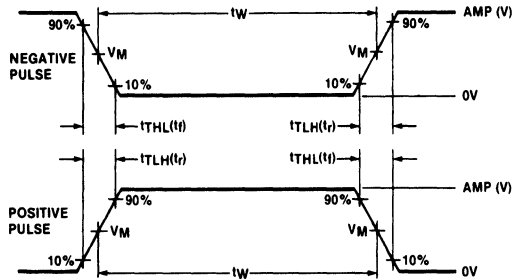 tW
AMP (V)
90%
90%
NEGATIVE
PULSE
VM
VM
10%
10%
0V
tTHL(tf)
tTLH(tr)
tTLH(tr)
tTHL(tf)
AMP (V)
90%
90%
POSITIVE
PULSE
VM
VM
10%
10%
tW
0V